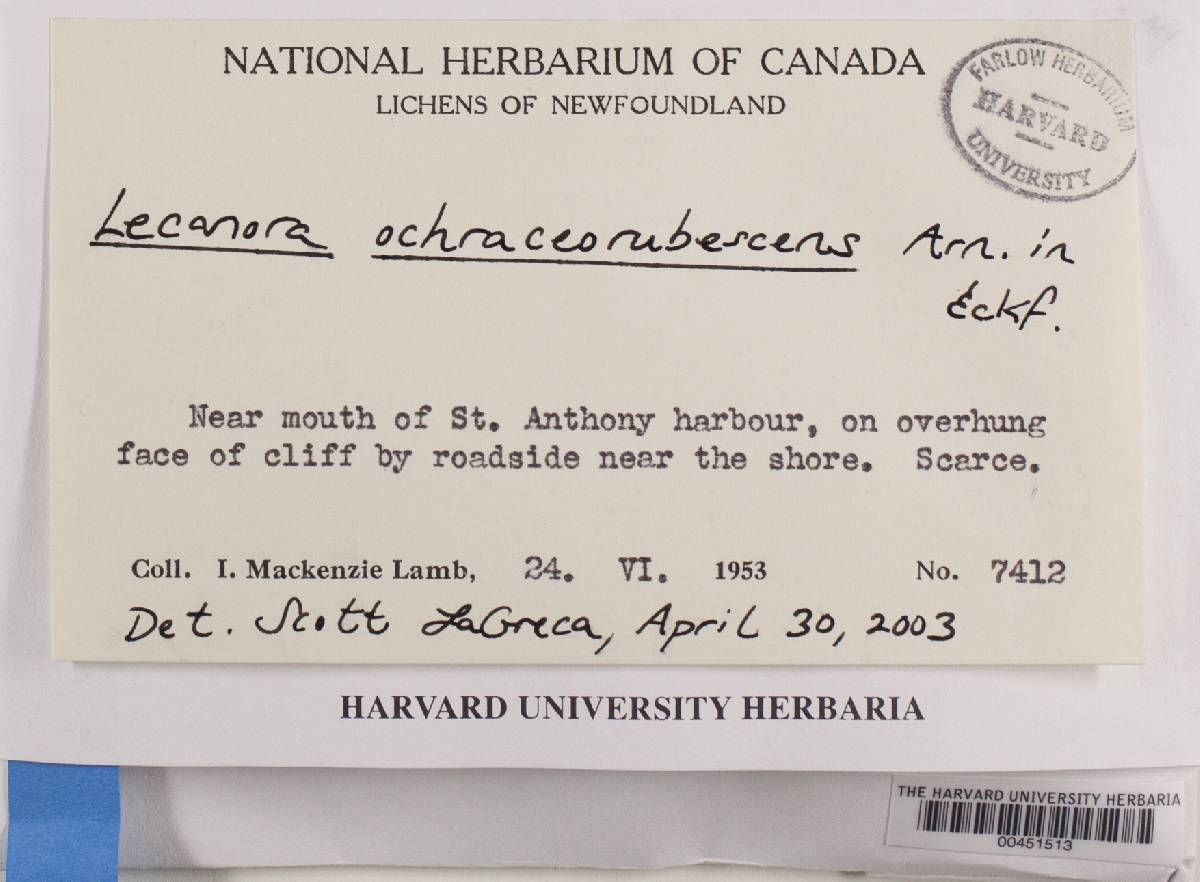 NATIONAL HERBARIUM OF CANADA
LICHENS OF NEWFOUNDLAND
FARLOW HERBARIUM
HARVARD
UNIVERSITY
Lecanora ochraceorubescens Arn. in
Eckf.
Near mouth of St. Anthony harbour, on overhung
face of cliff by roadside near the shore. Scarce.
Coll. I. Mackenzie Lamb, 24. VI. 1953 No. 7412
Det. Scott LaGreca, April 30, 2003
HARVARD UNIVERSITY HERBARIA
THE HARVARD UNIVERSITY HERBARIA
00451513